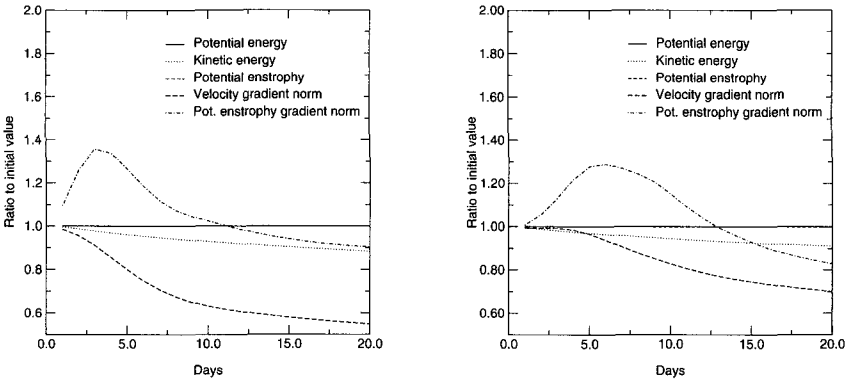 2.0
1.8
1.6
1.4
1.2
1.0
0.8
0.6
Ratio to initial value
Potential energy
Kinetic energy
Potential enstrophy
Velocity gradient norm
Pot. enstrophy gradient norm
0.0 5.0 10.0 15.0 20.0
Days
2.00
1.80
1.60
1.40
1.20
1.00
0.80
0.60
Ratio to initial value
Potential energy
Kinetic energy
Potential enstrophy
Velocity gradient norm
Pot. enstrophy gradient norm
0.0 5.0 10.0 15.0 20.0
Days